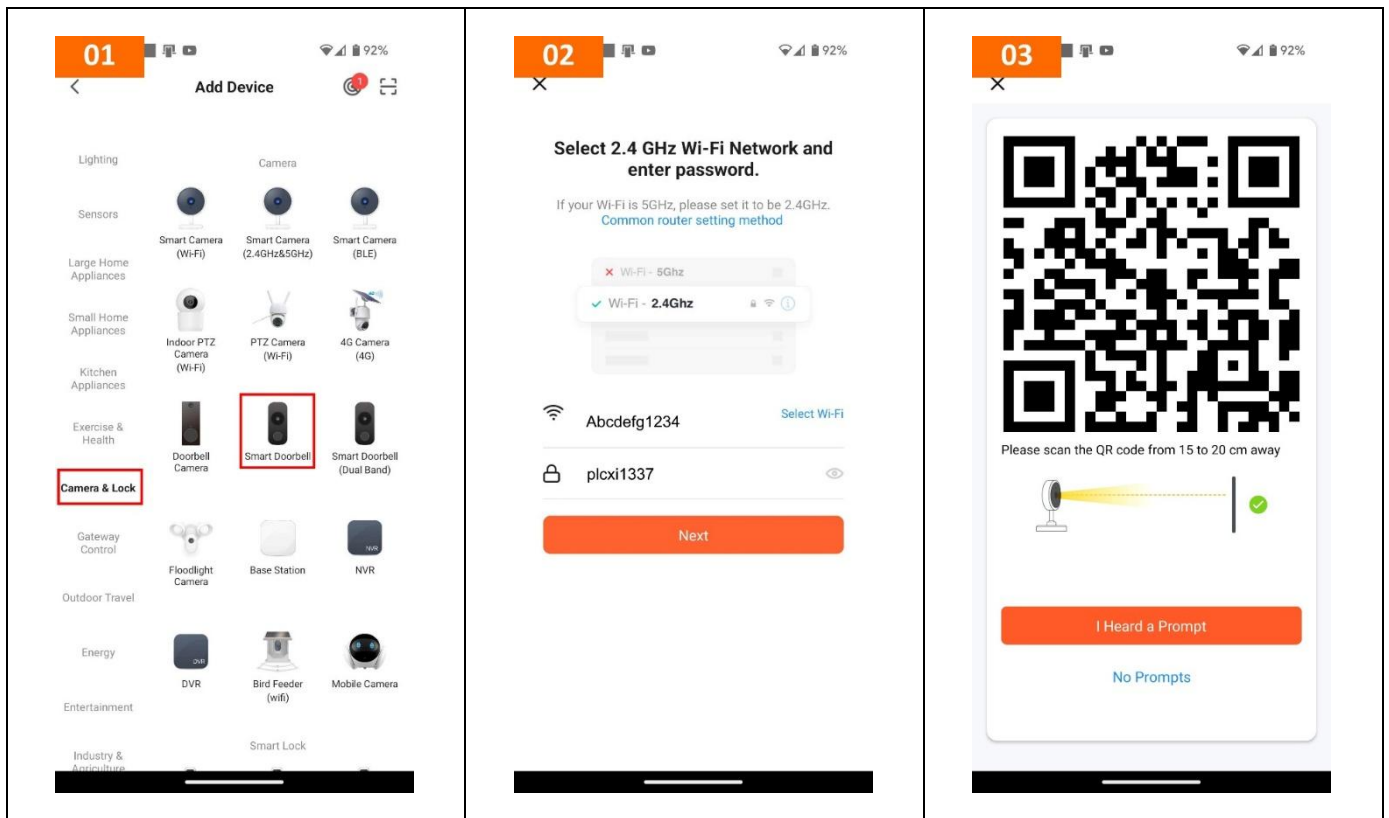 01
92%
Add Device
1
Lighting
Camera
Sensors
Smart Camera
(Wi-Fi)
Smart Camera
(2.4GHz&5GHz)
Smart Camera
(BLE)
Large Home
Appliances
Small Home
Appliances
Indoor PTZ
Camera
(Wi-Fi)
PTZ Camera
(Wi-Fi)
4G Camera
(4G)
Kitchen
Appliances
Exercise &
Health
Doorbell
Camera
Smart Doorbell
Smart Doorbell
(Dual Band)
Camera & Lock
Gateway
Control
NVR
Floodlight
Camera
Base Station
NVR
Outdoor Travel
Energy
DVR
DVR
Bird Feeder
(wifi)
Mobile Camera
Entertainment
Smart Lock
Industry &
Agriculture
02
92%
Select 2.4 GHz Wi-Fi Network and
enter password.
If your Wi-Fi is 5GHz, please set it to be 2.4GHz.
Common router setting method
Wi-Fi - 5Ghz
Wi-Fi - 2.4Ghz
Abcdefg1234
Select Wi-Fi
plcxi1337
Next
03
92%
Please scan the QR code from 15 to 20 cm away
I Heard a Prompt
No Prompts